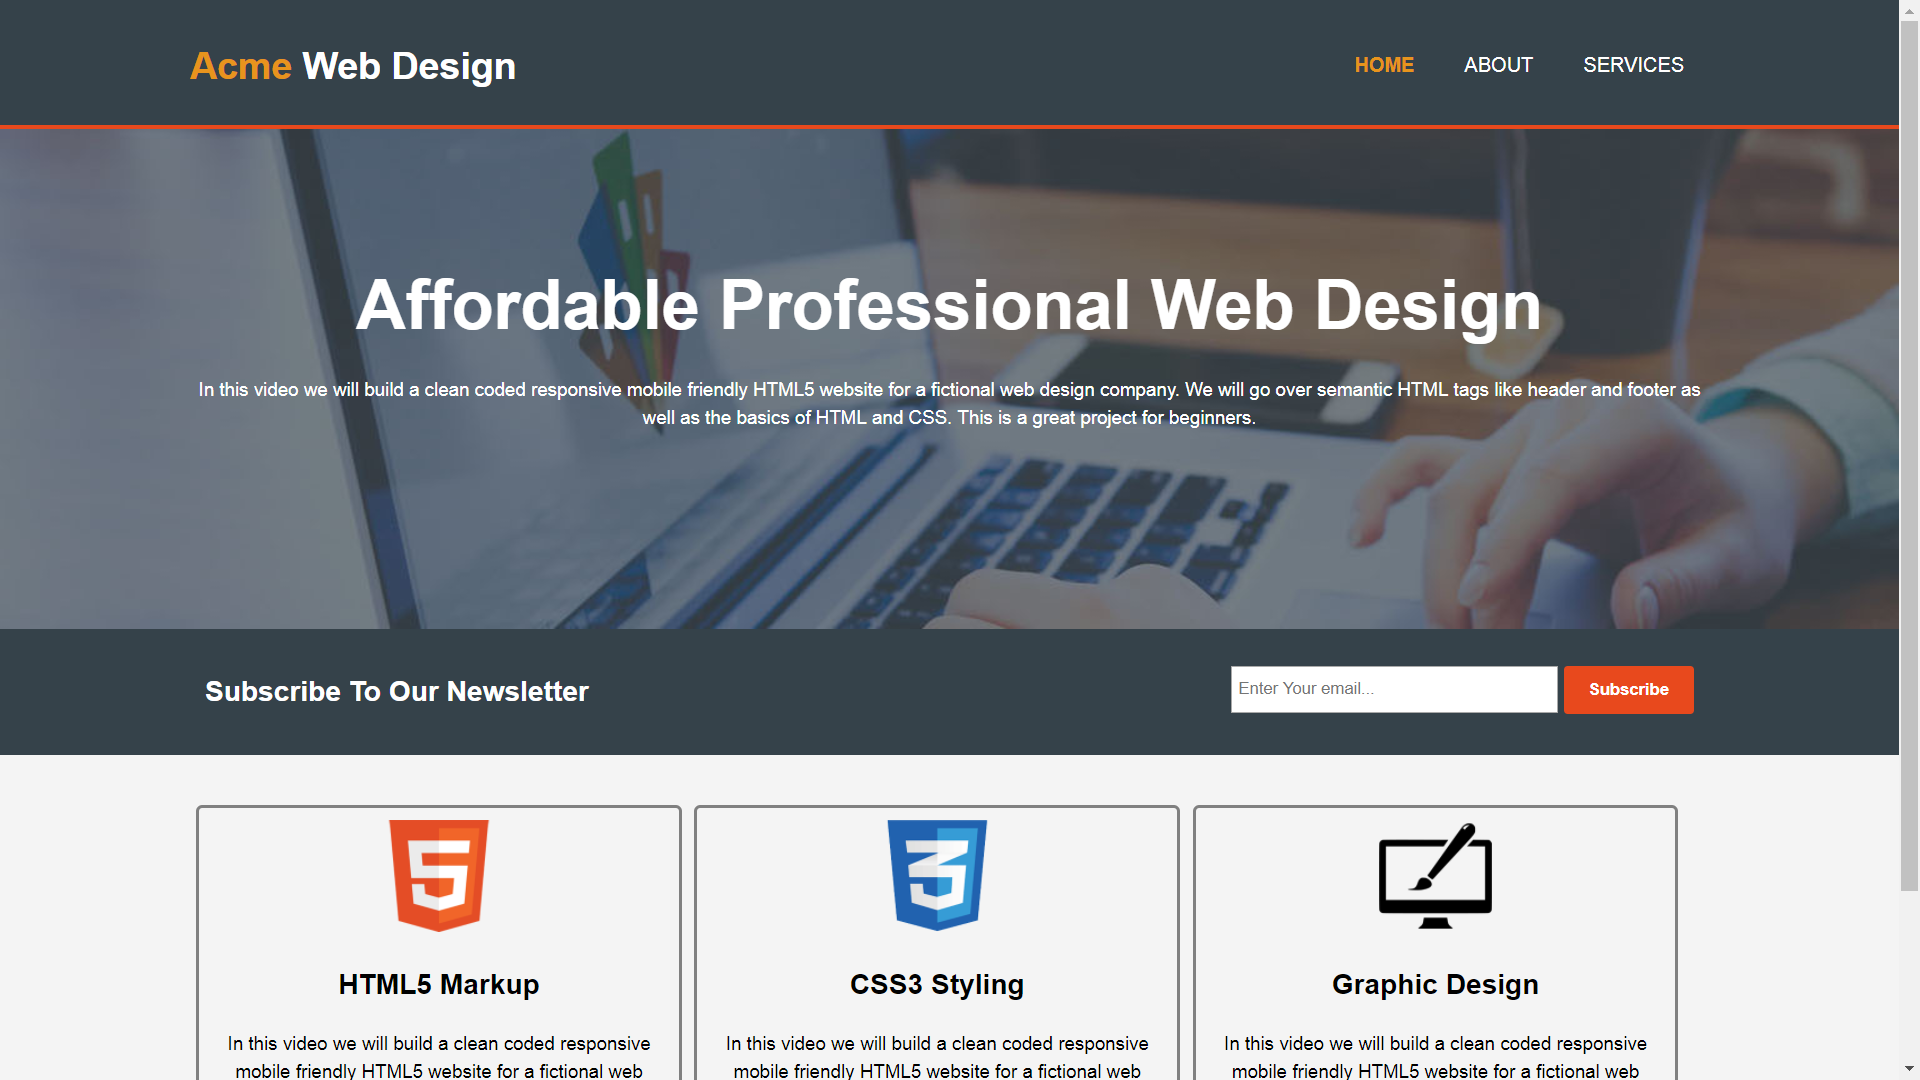 Acme Web Design
HOME ABOUT SERVICES
Affordable Professional Web Design
In this video we will build a clean coded responsive mobile friendly HTML5 website for a fictional web design company. We will go over semantic HTML tags like header and footer as
well as the basics of HTML and CSS. This is a great project for beginners.
Subscribe To Our Newsletter
Enter Your email...
Subscribe
HTML5 Markup
In this video we will build a clean coded responsive
mobile friendly HTML5 website for a fictional web
CSS3 Styling
In this video we will build a clean coded responsive
mobile friendly HTML5 website for a fictional web
Graphic Design
In this video we will build a clean coded responsive
mobile friendly HTML5 website for a fictional web